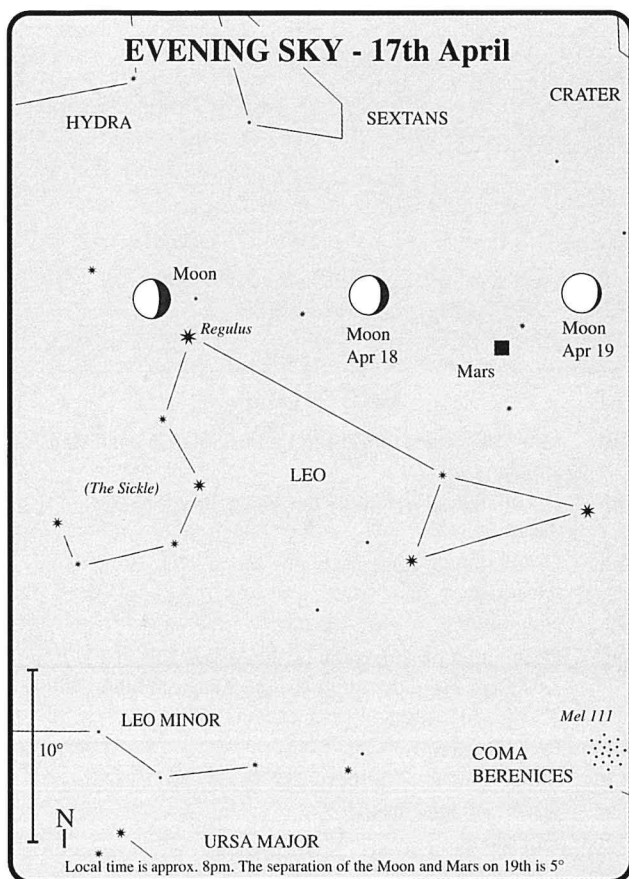 EVENING SKY - 17th April
CRATER
HYDRA
SEXTANS
Moon
Regulus
Moon
Apr 18
Moon
Apr 19
Mars
LEO
(The Sickle)
LEO MINOR
Mel 111
10°
COMA
BERENICES
N
URSA MAJOR
Local time is approx. 8pm. The separation of the Moon and Mars on 19th is 5°